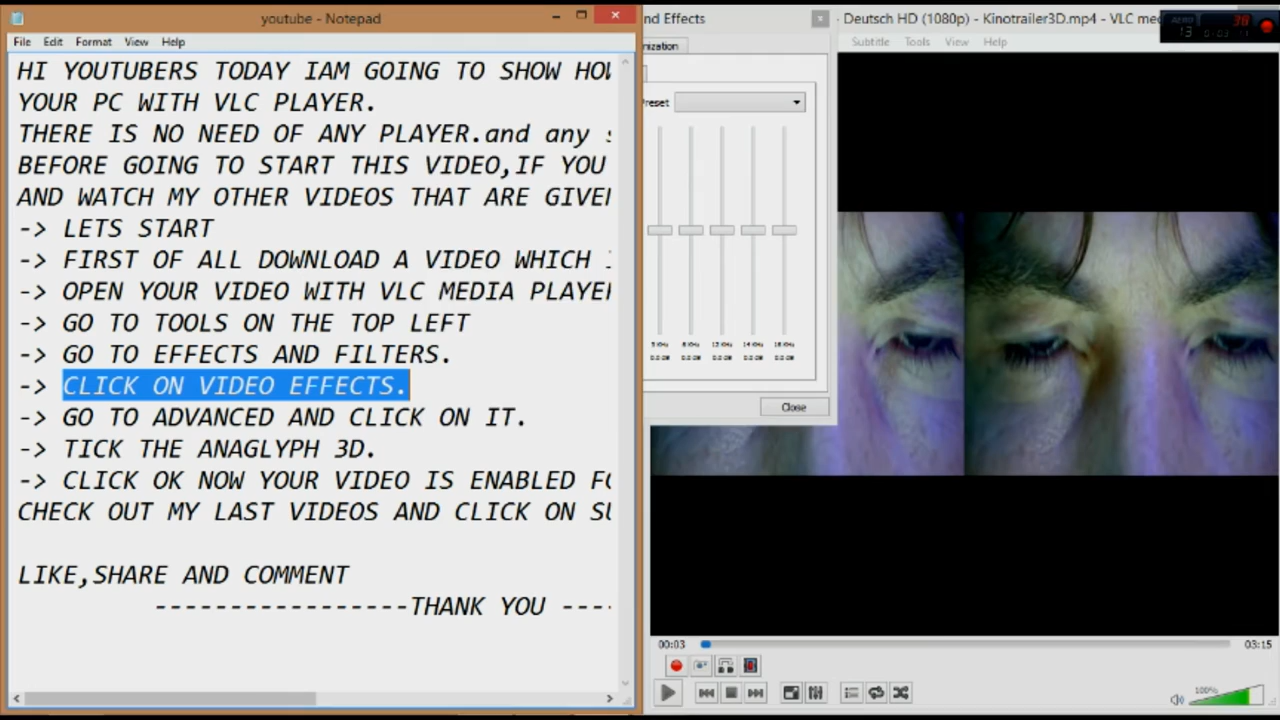 youtube - Notepad
File Edit Format View Help
HI YOUTUBERS TODAY IAM GOING TO SHOW
YOUR PC WITH VLC PLAYER.
THERE IS NO NEED OF ANY PLAYER.and any
BEFORE GOING TO START THIS VIDEO,IF YOU
AND WATCH MY OTHER VIDEOS THAT ARE
-> LETS START
-> FIRST OF ALL DOWNLOAD A VIDEO WHICH
-> OPEN YOUR VIDEO WITH VLC MEDIA
-> GO TO TOOLS ON THE TOP LEFT
-> GO TO EFFECTS AND FILTERS.
-> CLICK ON VIDEO EFFECTS.
-> GO TO ADVANCED AND CLICK ON IT.
-> TICK THE ANAGLYPH 3D.
-> CLICK OK NOW YOUR VIDEO IS ENABLED
CHECK OUT MY LAST VIDEOS AND CLICK ON
LIKE,SHARE AND COMMENT
-----------------THANK YOU ----
nd Effects
nization
Preset
Close
Deutsch HD (1080p) - Kinotrailer3D.mp4 - VLC
Subtitle Tools View Help
00:03
03:15
100%